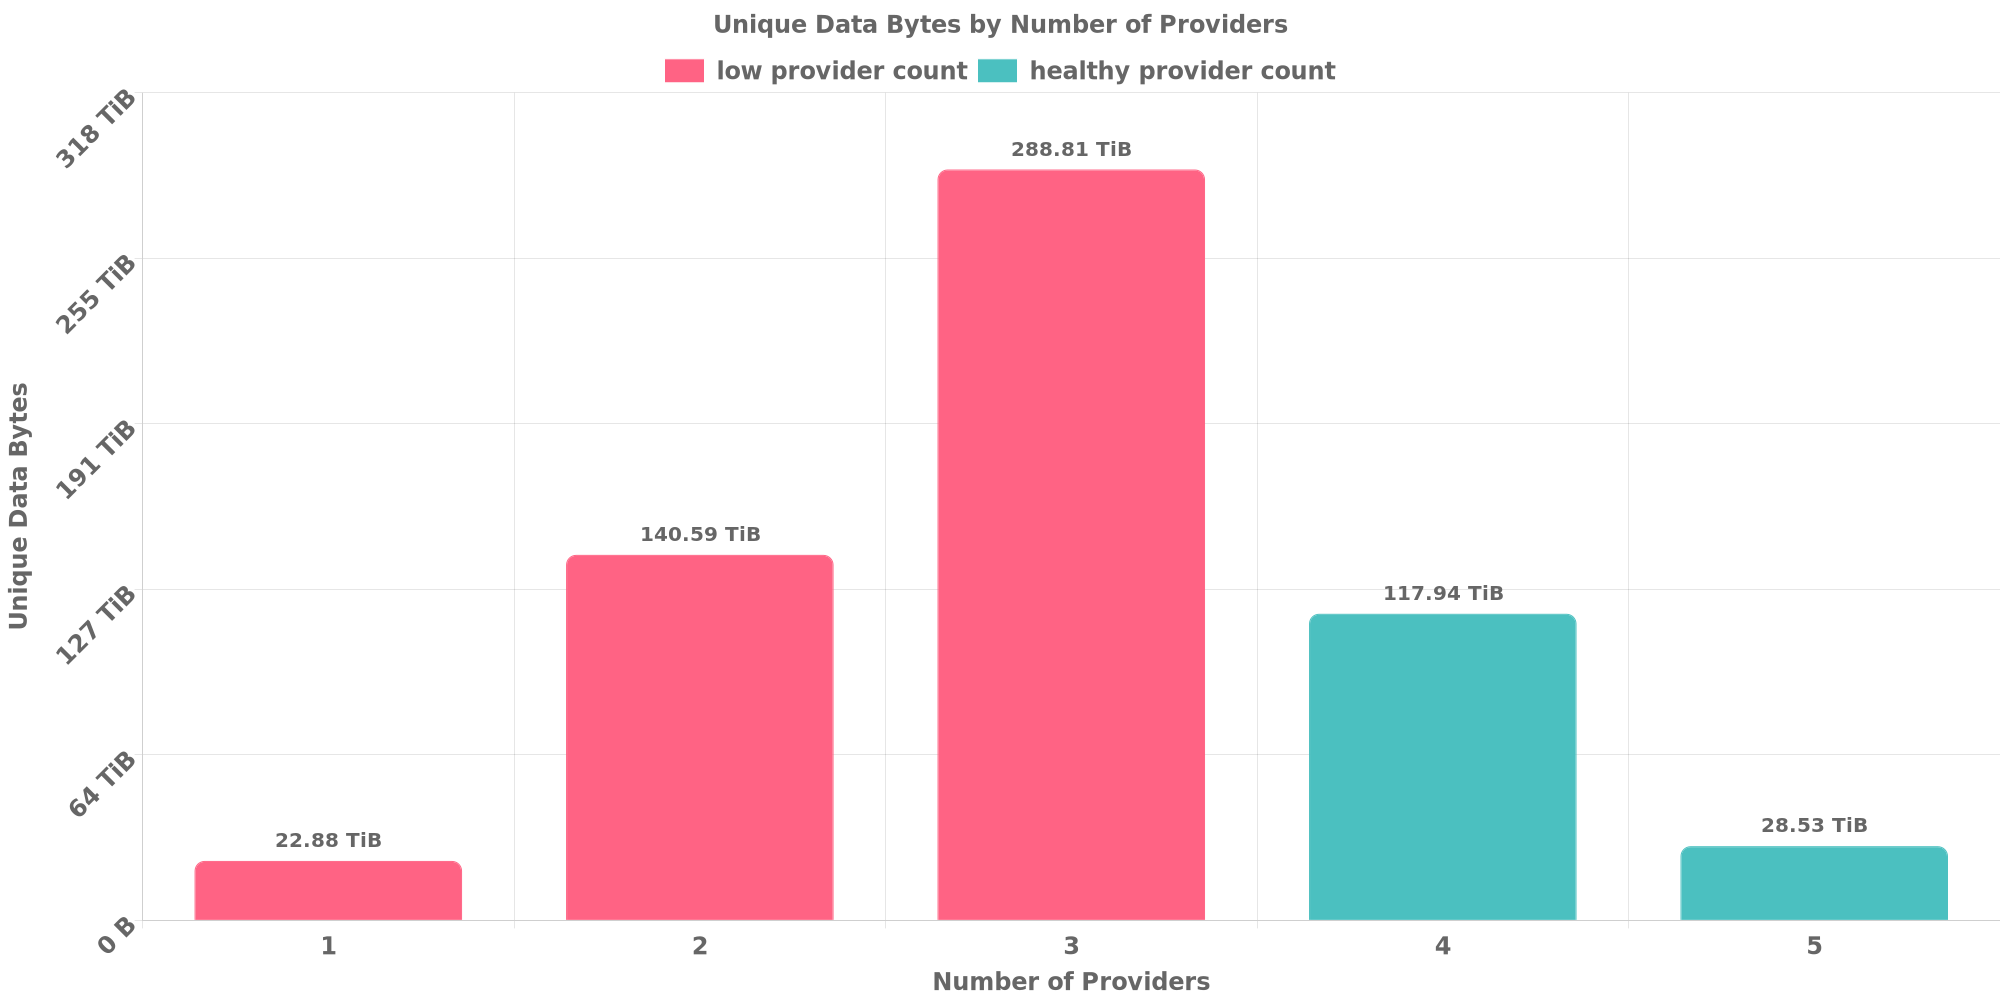 Unique Data Bytes by Number of Providers
low provider count
healthy provider count
318 TiB
255 TiB
191 TiB
127 TiB
64 TiB
0 B
Unique Data Bytes
22.88 TiB
140.59 TiB
288.81 TiB
117.94 TiB
28.53 TiB
1
2
3
4
5
Number of Providers